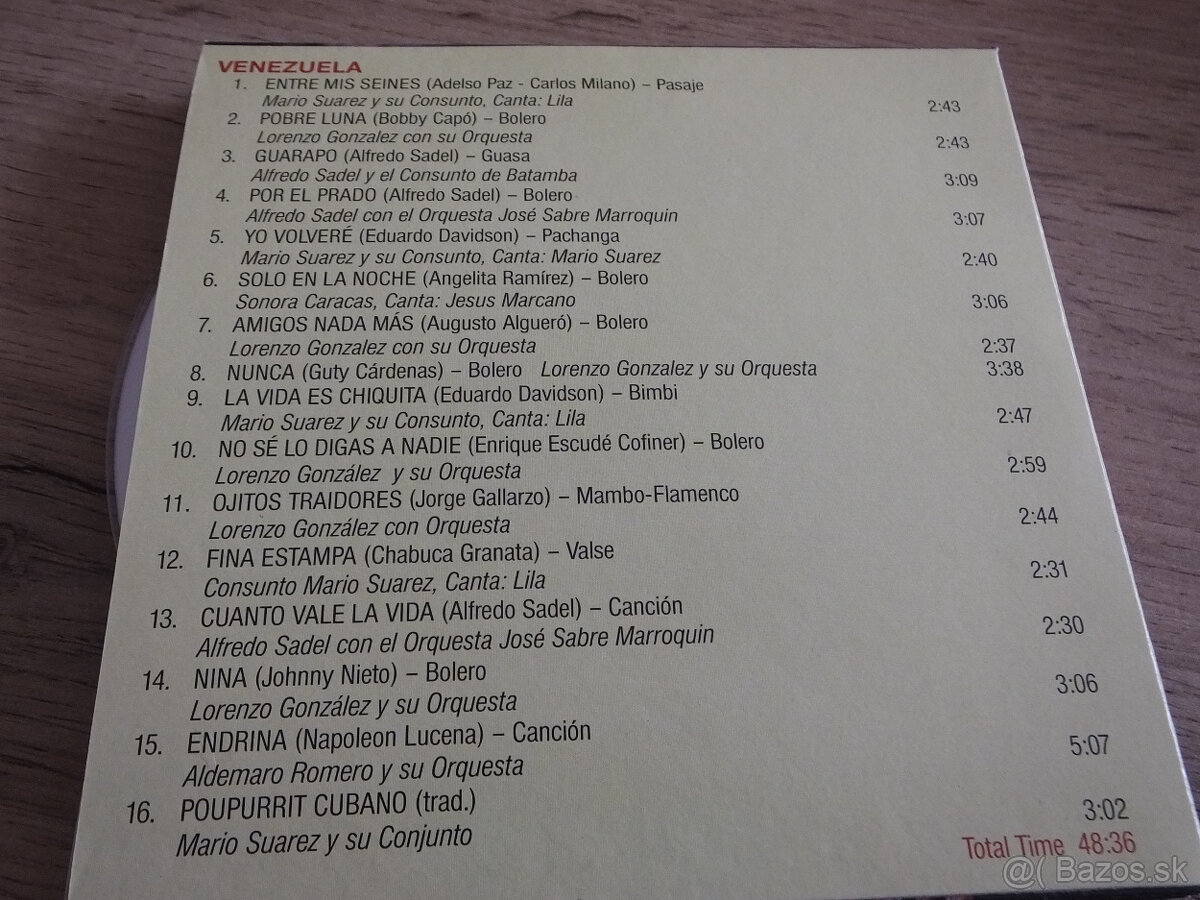 VENEZUELA
1. ENTRE MIS SEINES (Adelso Paz - Carlos Milano) – Pasaje
Mario Suarez y su Consunto, Canta: Lila 2:43
2. POBRE LUNA (Bobby Capó) – Bolero
Lorenzo Gonzalez con su Orquesta 2:43
3. GUARAPO (Alfredo Sadel) – Guasa
Alfredo Sadel y el Consunto de Batamba 3:09
4. POR EL PRADO (Alfredo Sadel) – Bolero
Alfredo Sadel con el Orquesta José Sabre Marroquin 3:07
5. YO VOLVERÉ (Eduardo Davidson) – Pachanga
Mario Suarez y su Consunto, Canta: Mario Suarez 2:40
6. SOLO EN LA NOCHE (Angelita Ramírez) – Bolero
Sonora Caracas, Canta: Jesus Marcano 3:06
7. AMIGOS NADA MÁS (Augusto Algueró) – Bolero
Lorenzo Gonzalez con su Orquesta 2:37
8. NUNCA (Guty Cárdenas) – Bolero Lorenzo Gonzalez y su Orquesta 3:38
9. LA VIDA ES CHIQUITA (Eduardo Davidson) – Bimbi
Mario Suarez y su Consunto, Canta: Lila 2:47
10. NO SÉ LO DIGAS A NADIE (Enrique Escudé Cofiner) – Bolero
Lorenzo González y su Orquesta 2:59
11. OJITOS TRAIDORES (Jorge Gallarzo) – Mambo-Flamenco
Lorenzo González con Orquesta 2:44
12. FINA ESTAMPA (Chabuca Granata) – Valse
Consunto Mario Suarez, Canta: Lila 2:31
13. CUANTO VALE LA VIDA (Alfredo Sadel) – Canción
Alfredo Sadel con el Orquesta José Sabre Marroquin 2:30
14. NINA (Johnny Nieto) – Bolero
Lorenzo González y su Orquesta 3:06
15. ENDRINA (Napoleon Lucena) – Canción
Aldemaro Romero y su Orquesta 5:07
16. POUPURRIT CUBANO (trad.)
Mario Suarez y su Conjunto 3:02
Total Time 48:36
@( Bazos.sk